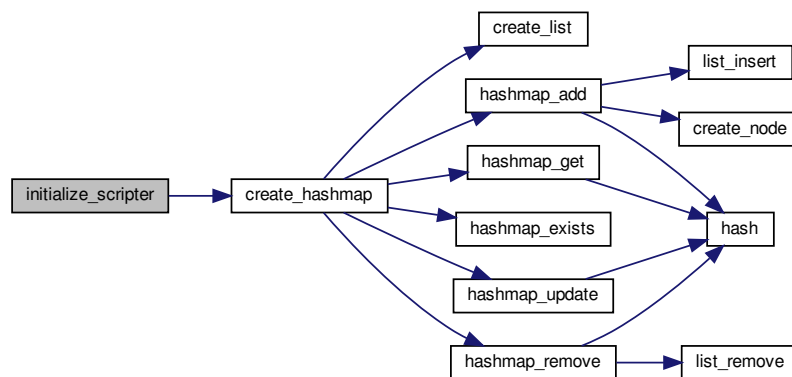 create_list
list_insert
hashmap_add
create_node
hashmap_get
initialize_scripter
create_hashmap
hashmap_exists
hash
hashmap_update
hashmap_remove
list_remove